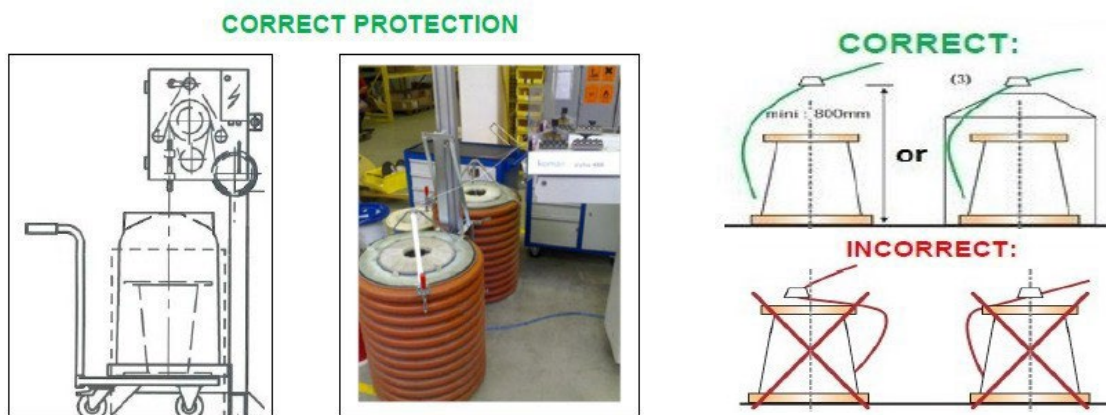 CORRECT PROTECTION
CORRECT:
(3)
mini : 800mm
or
INCORRECT: